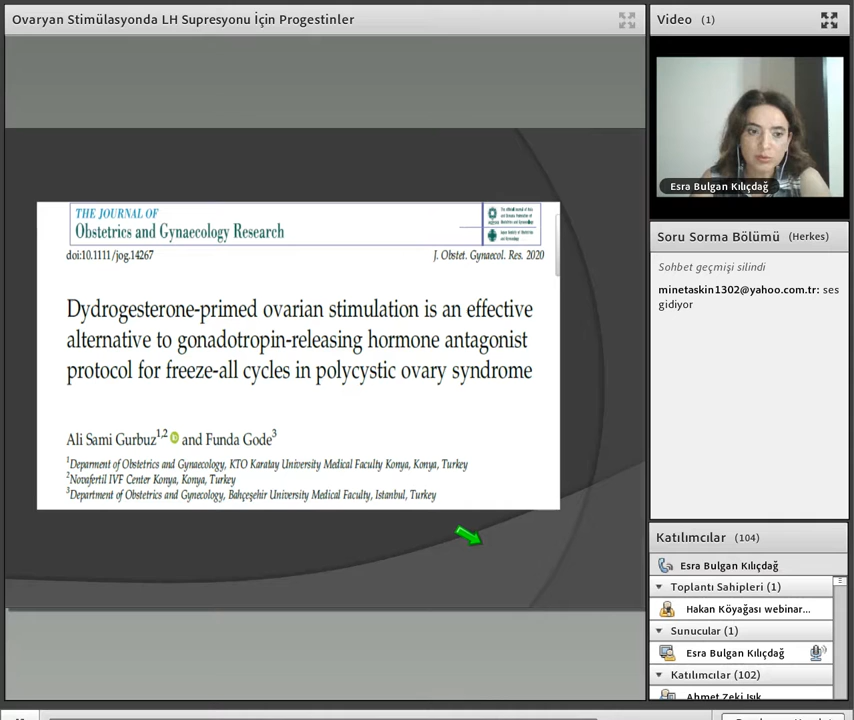 Ovaryan Stimülasyonda LH Supresyonu İçin Progestinler
THE JOURNAL OF
Obstetrics and Gynaecology Research
doi:10.1111/jog.14267
J. Obstet. Gynaecol. Res. 2020
Dydrogesterone-primed ovarian stimulation is an effective
alternative to gonadotropin-releasing hormone antagonist
protocol for freeze-all cycles in polycystic ovary syndrome
Ali Sami Gurbuz1,2 and Funda Gode3
1Deparment of Obstetrics and Gynaecology, KTO Karatay University Medical Faculty Konya, Konya, Turkey
2Novafertil IVF Center Konya, Konya, Turkey
3Department of Obstetrics and Gynecology, Bahçeşehir University Medical Faculty, Istanbul, Turkey
Video (1)
Esra Bulgan Kılıçdağ
Soru Sorma Bölümü (Herkes)
Sohbet geçmişi silindi
minetaskin1302@yahoo.com.tr: ses
gidiyor
Katılımcılar (104)
Esra Bulgan Kılıçdağ
Toplantı Sahipleri (1)
Hakan Köyağası webinar...
Sunucular (1)
Esra Bulgan Kılıçdağ
Katılımcılar (102)
Ahmet Zeki Işık